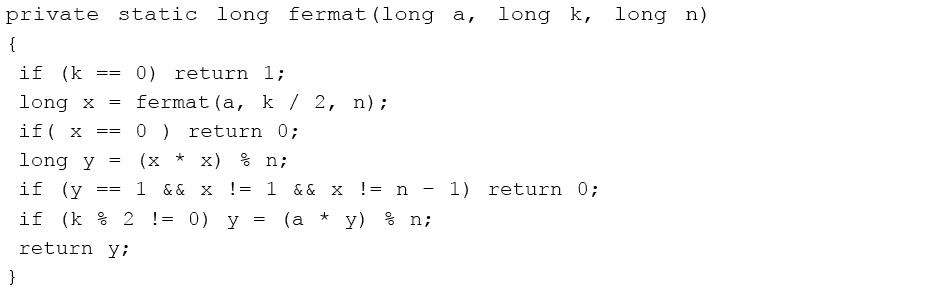 private static long fermat(long a, long k, long n)
{
if (k == 0) return 1;
long x = fermat(a, k / 2, n);
if( x == 0 ) return 0;
long y = (x * x) % n;
if (y == 1 && x != 1 && x != n − 1) return 0;
if (k % 2 != 0) y = (a * y) % n;
return y;
}